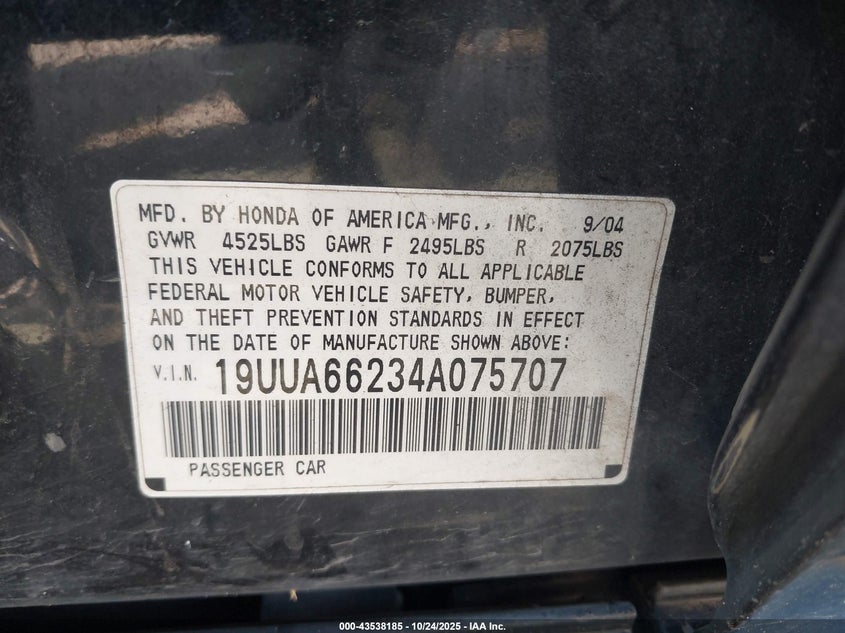 MFD. BY HONDA OF AMERICA MFG., INC. 9/04
GVWR 4525LBS GAWR F 2495LBS R 2075LBS
THIS VEHICLE CONFORMS TO ALL APPLICABLE
FEDERAL MOTOR VEHICLE SAFETY, BUMPER,
AND THEFT PREVENTION STANDARDS IN EFFECT
ON THE DATE OF MANUFACTURE SHOWN ABOVE:
V.I.N. 19UUA66234A075707
PASSENGER CAR
000-43538185 - 10/24/2025 - IAA Inc.